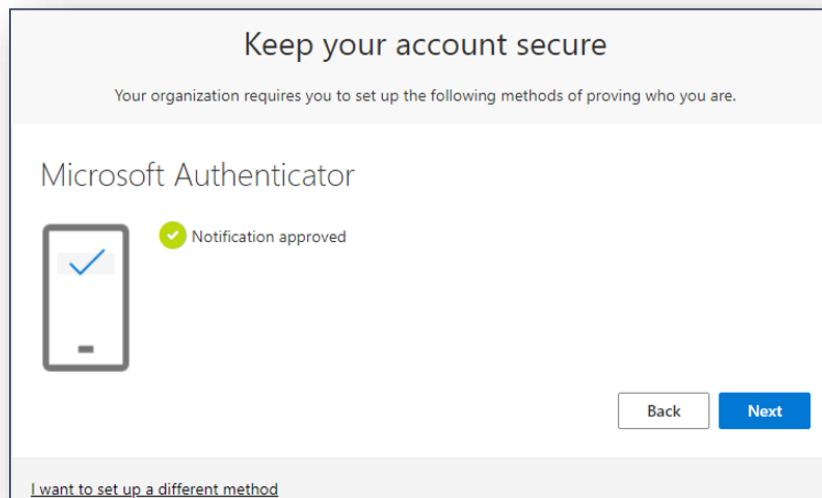 Keep your account secure
Your organization requires you to set up the following methods of proving who you are.
Microsoft Authenticator
Notification approved
Back Next
I want to set up a different method